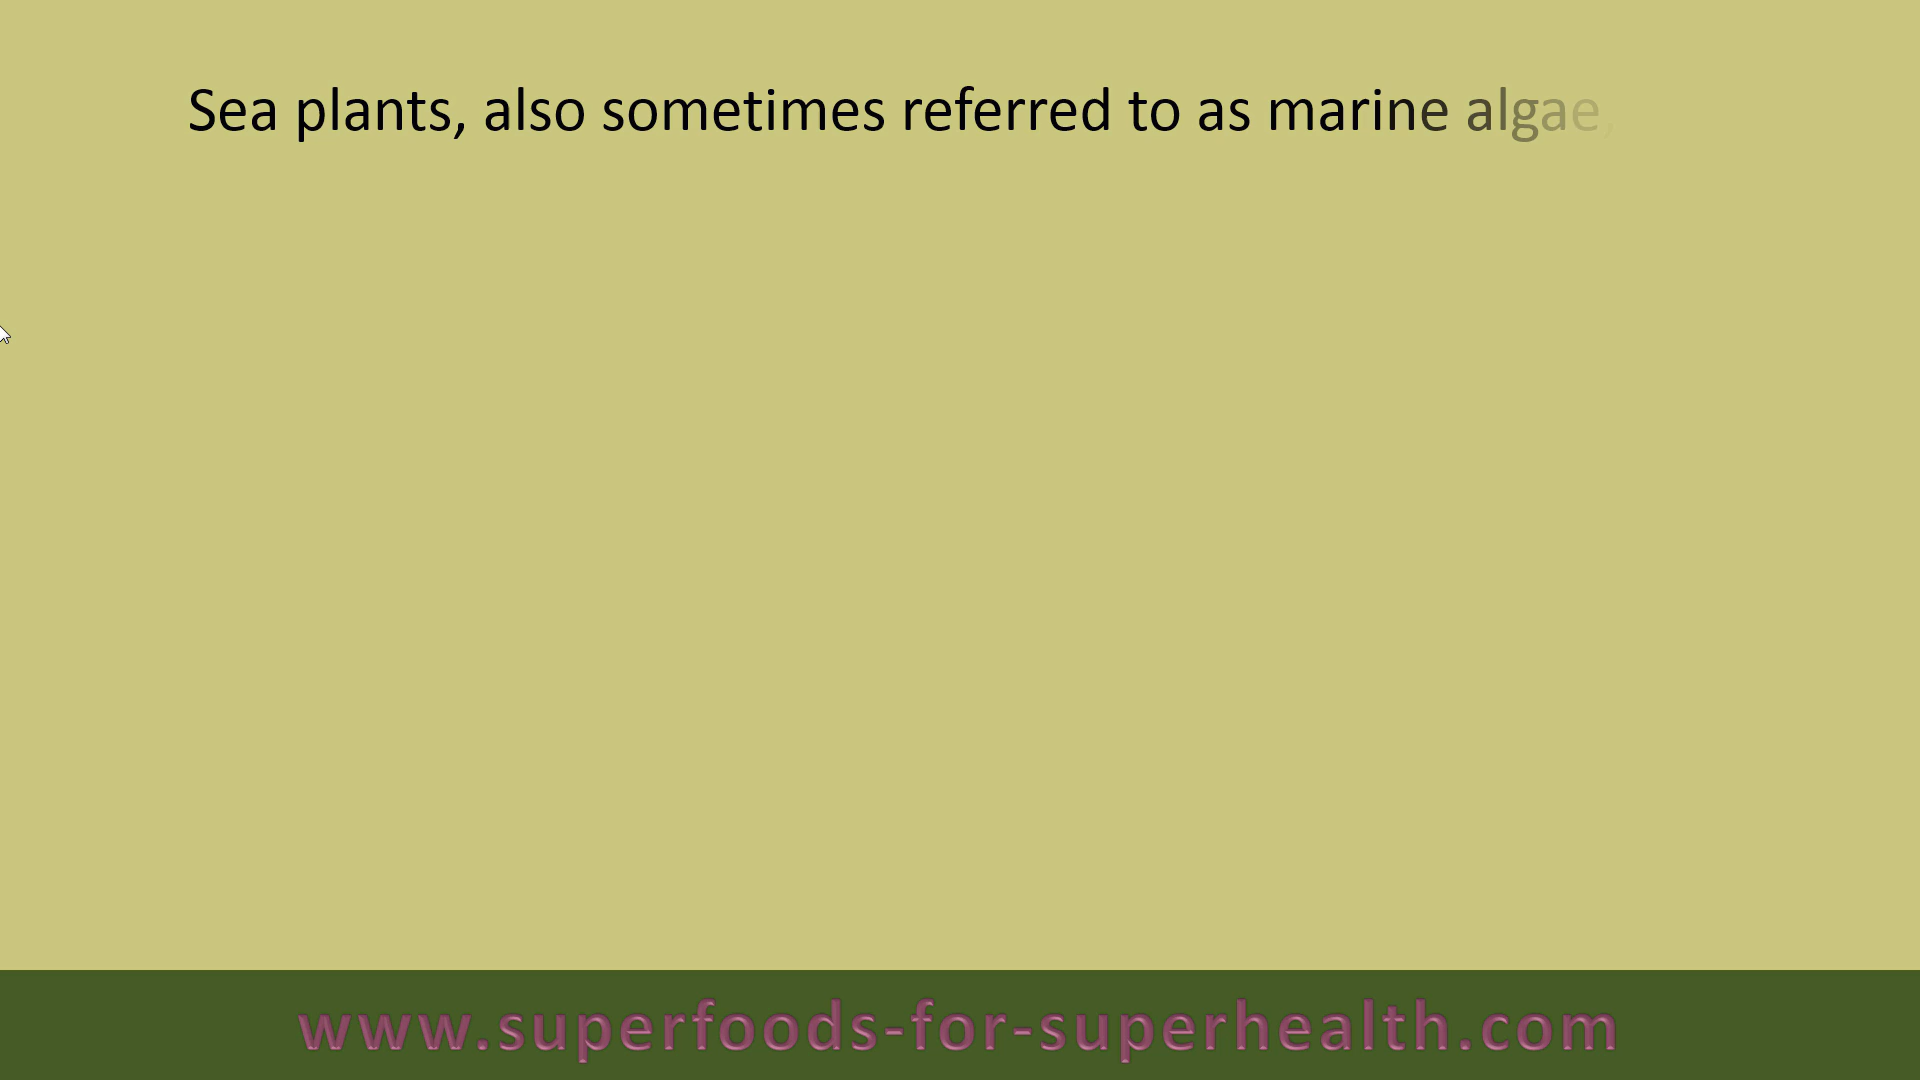 Sea plants, also sometimes referred to as marine algae,
www.superfoods-for-superhealth.com